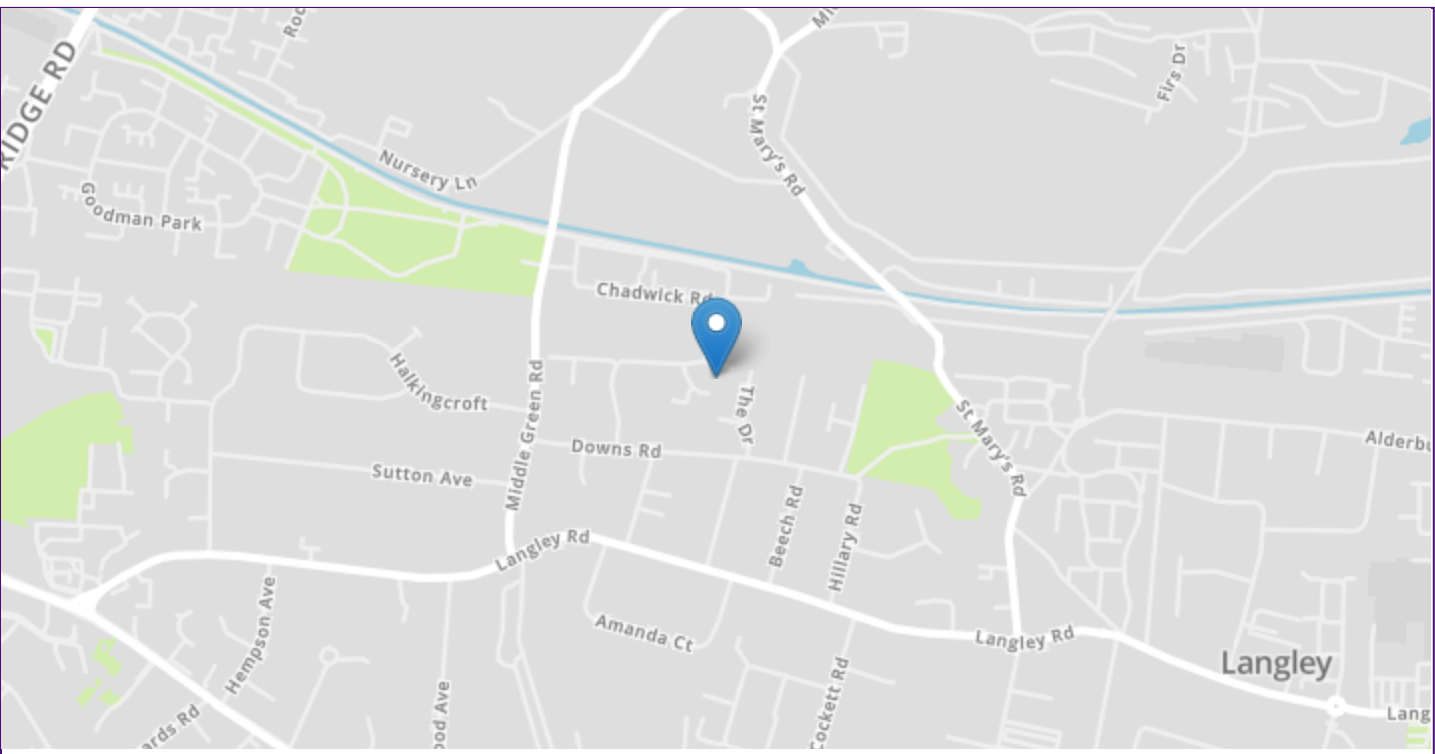 RIDGE RD
Roc
Firs Dr
St Mary's Rd
Nursery Ln
Goodman Park
Chadwick Rd
Halkingcroft
Middle Green Rd
The Dr
St Mary's Rd
Alderbu
Downs Rd
Sutton Ave
Beech Rd
Hillary Rd
Langley Rd
Hempson Ave
Amanda Ct
Langley Rd
Langley
Cockett Rd
ood Ave
ards Rd
Lang